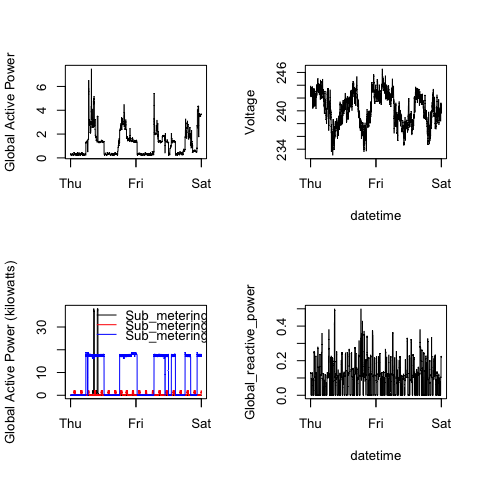 Global Active Power
6
4
2
0
Thu
Fri
Sat
Voltage
246
240
234
Thu
Fri
Sat
datetime
Global Active Power (kilowatts)
30
10
0
Thu
Fri
Sat
Sub_metering
Sub_metering
Sub_metering
Global_reactive_power
0.4
0.2
0.0
Thu
Fri
Sat
datetime